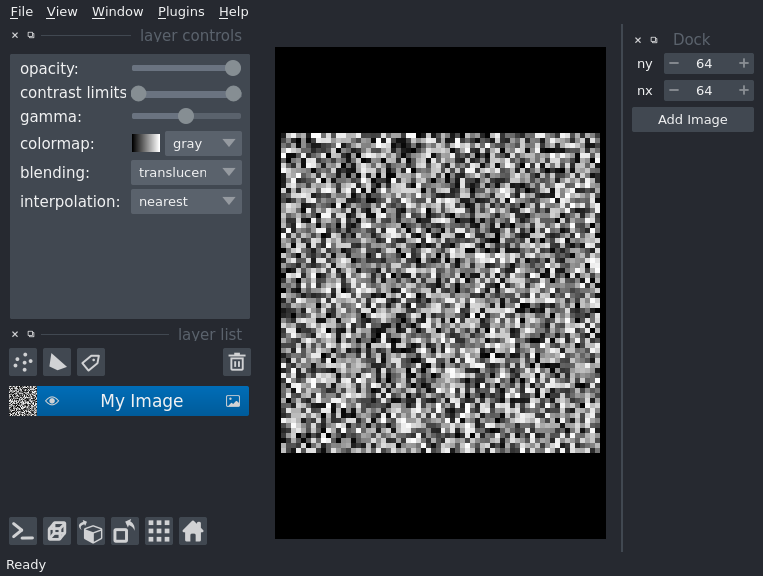 File View Window Plugins Help
layer controls
opacity:
contrast limits
gamma:
colormap: gray
blending: translucen
interpolation: nearest
layer list
My Image
Ready
Dock
ny 64
nx 64
Add Image